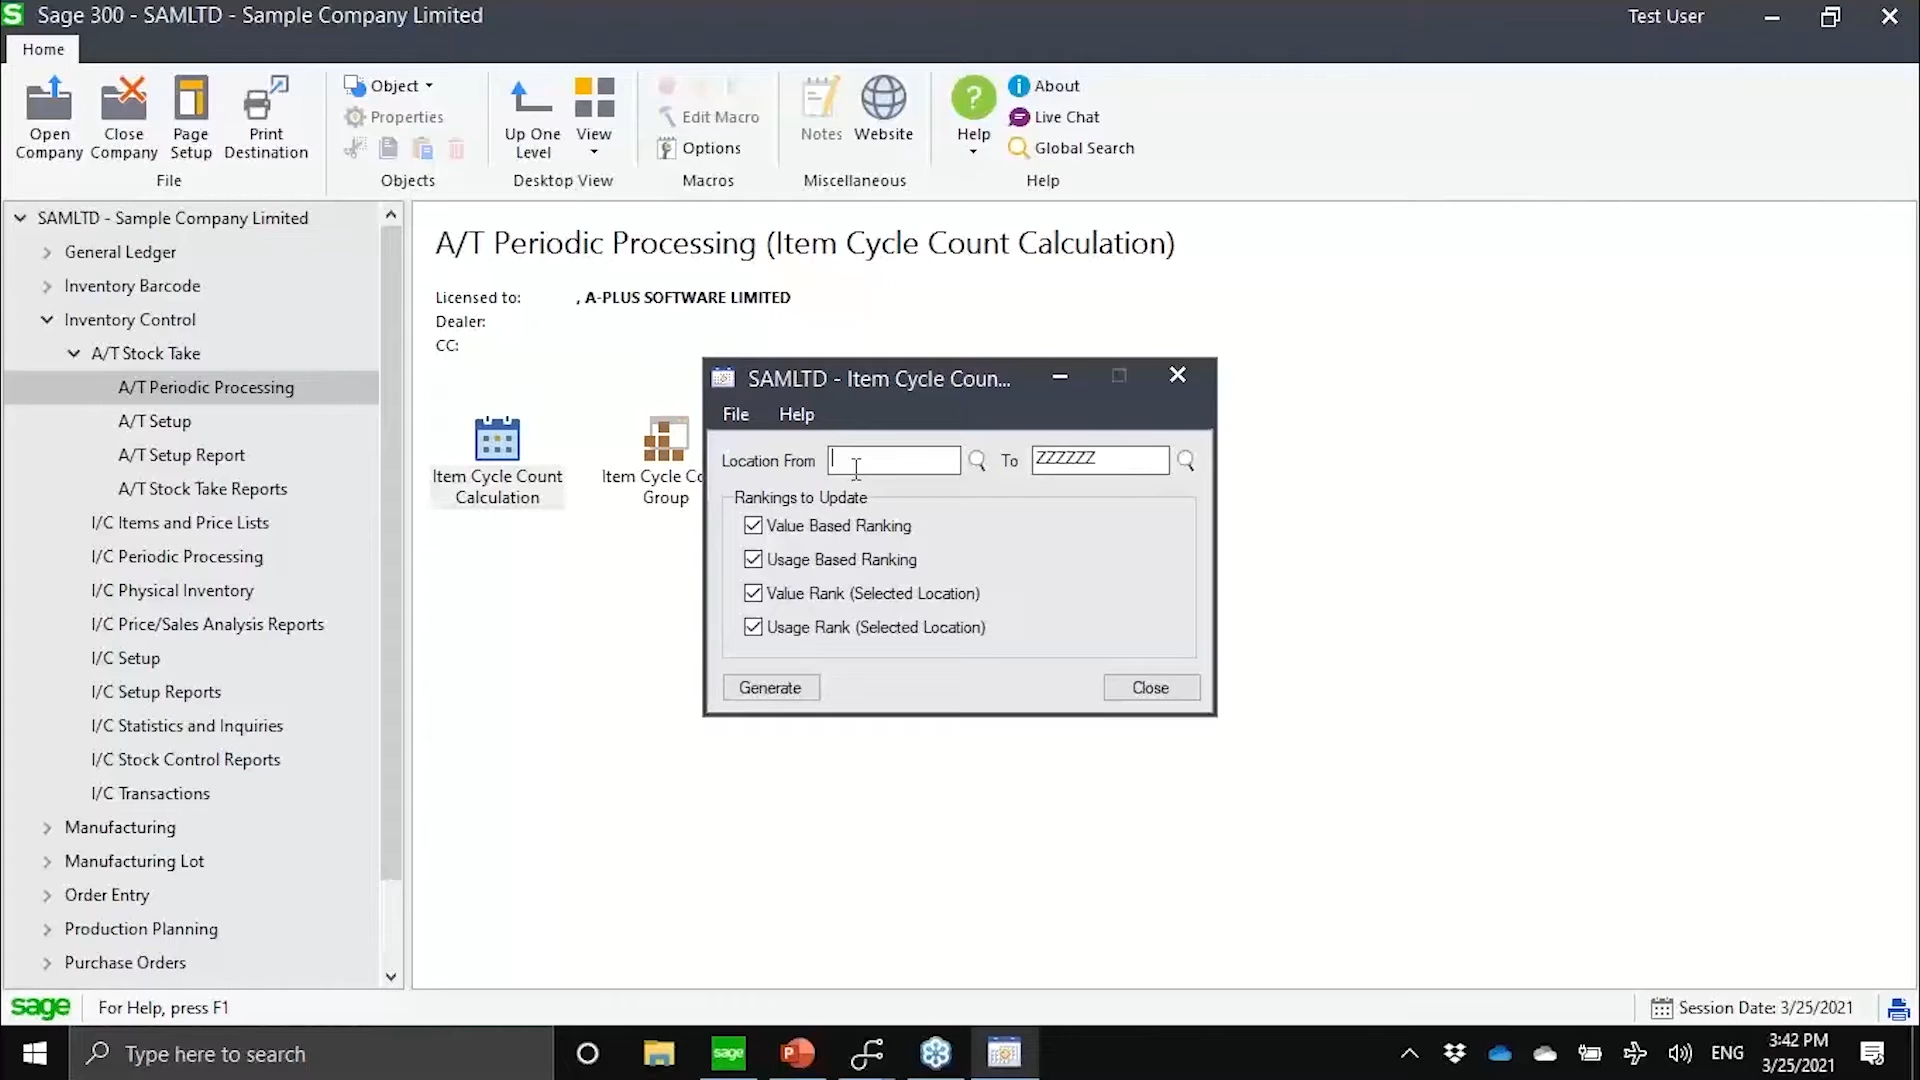 Sage 300 - SAMLTD - Sample Company Limited
Test User
Home
Open Company
Close Company
Page Setup
Print Destination
File
Object
Properties
Objects
Up One Level
View
Desktop View
Edit Macro
Options
Macros
Notes
Website
Miscellaneous
Help
About
Live Chat
Global Search
Help
SAMLTD - Sample Company Limited
General Ledger
Inventory Barcode
Inventory Control
A/T Stock Take
A/T Periodic Processing
A/T Setup
A/T Setup Report
A/T Stock Take Reports
I/C Items and Price Lists
I/C Periodic Processing
I/C Physical Inventory
I/C Price/Sales Analysis Reports
I/C Setup
I/C Setup Reports
I/C Statistics and Inquiries
I/C Stock Control Reports
I/C Transactions
Manufacturing
Manufacturing Lot
Order Entry
Production Planning
Purchase Orders
A/T Periodic Processing (Item Cycle Count Calculation)
Licensed to: , A-PLUS SOFTWARE LIMITED
Dealer:
CC:
Item Cycle Count
Calculation
Item Cycle Co
Group
SAMLTD - Item Cycle Coun...
File Help
Location From To ZZZZZZ
Rankings to Update
Value Based Ranking
Usage Based Ranking
Value Rank (Selected Location)
Usage Rank (Selected Location)
Generate Close
sage For Help, press F1
Session Date: 3/25/2021
Type here to search
sage
P
ENG
3:42 PM
3/25/2021